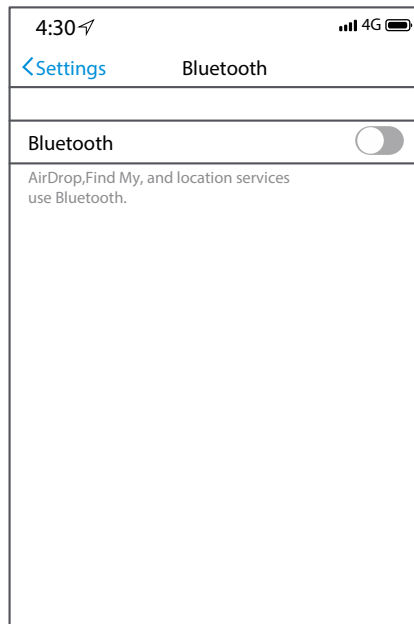 4:30
4G
Settings
Bluetooth
Bluetooth
AirDrop,Find My, and location services
use Bluetooth.